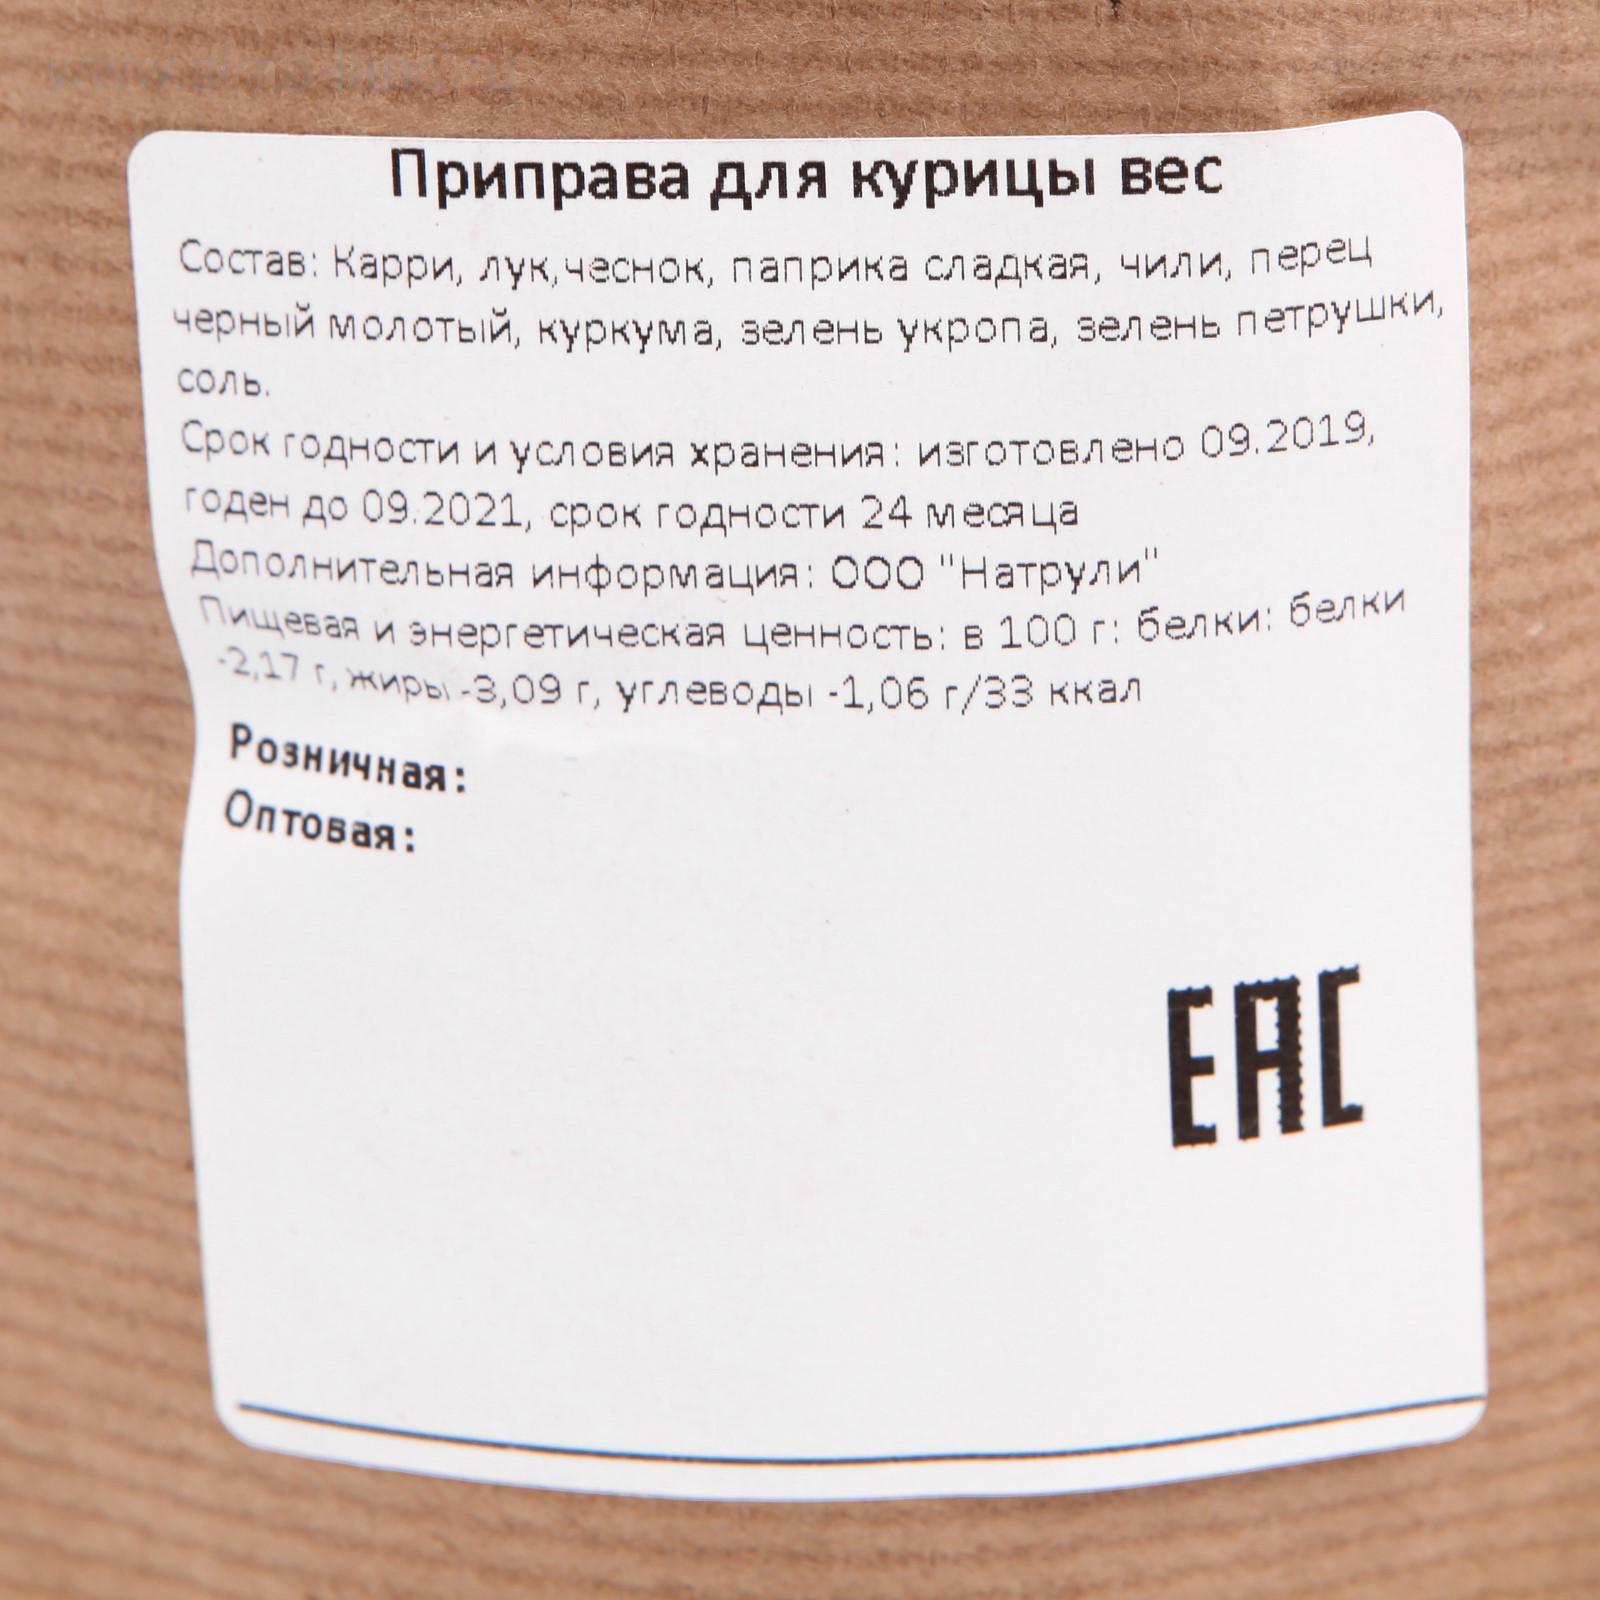 Приправа для курицы вес
Состав: Карри, лук,чеснок, паприка сладкая, чили, перец
черный молотый, куркума, зелень укропа, зелень петрушки,
соль.
Срок годности и условия хранения: изготовлено 09.2019,
годен до 09.2021, срок годности 24 месяца
Дополнительная информация: ООО "Натрули"
Пищевая и энергетическая ценность: в 100 г: белки: белки
-2,17 г, жиры -3,09 г, углеводы -1,06 г/33 ккал
Розничная:
Оптовая:
EAC